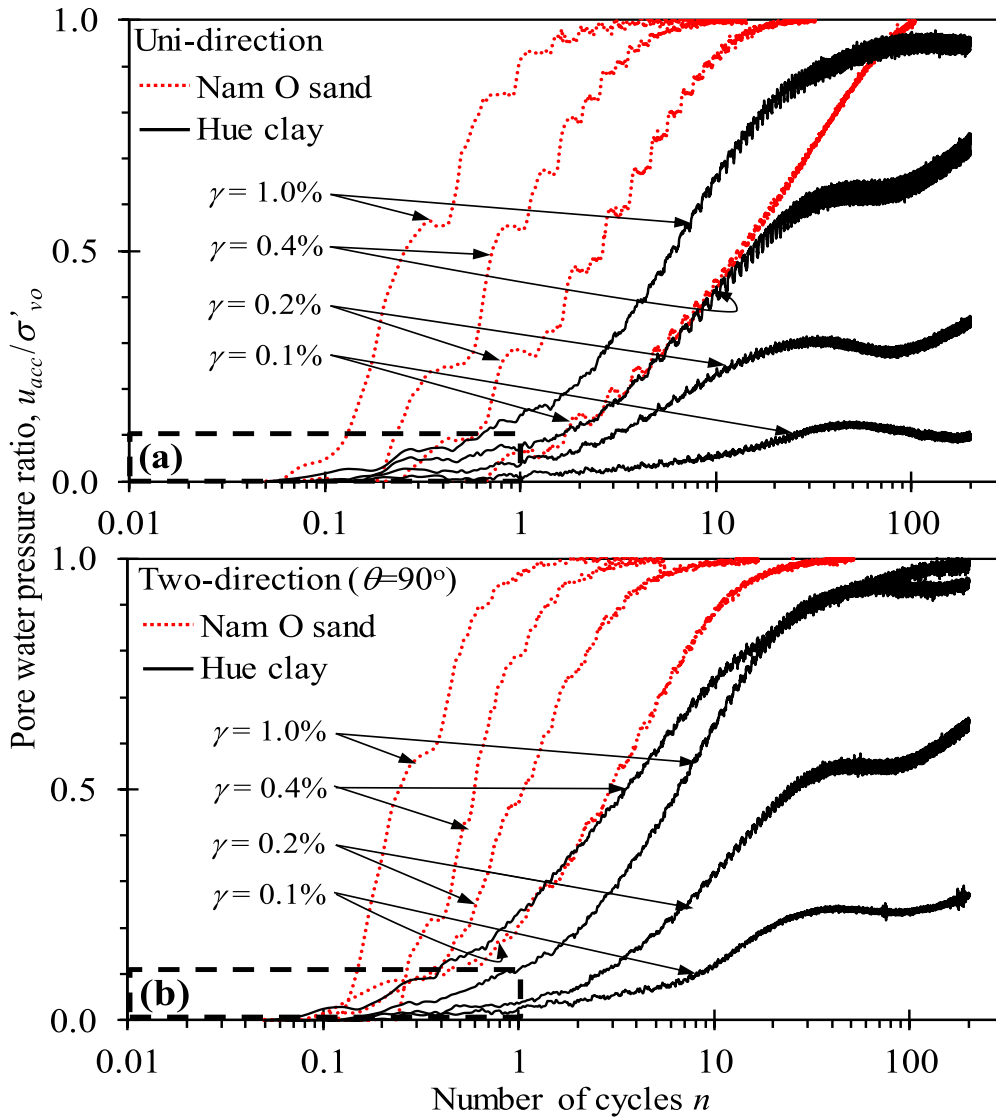 Pore water pressure ratio, u_acc/σ'_vo
1.0
Uni-direction
Nam O sand
Hue clay
γ = 1.0%
γ = 0.4%
0.5
γ = 0.2%
γ = 0.1%
(a)
0.0
0.01 0.1 1 10 100
1.0
Two-direction (θ=90°)
Nam O sand
Hue clay
γ = 1.0%
γ = 0.4%
0.5
γ = 0.2%
γ = 0.1%
(b)
0.0
0.01 0.1 1 10 100
Number of cycles n